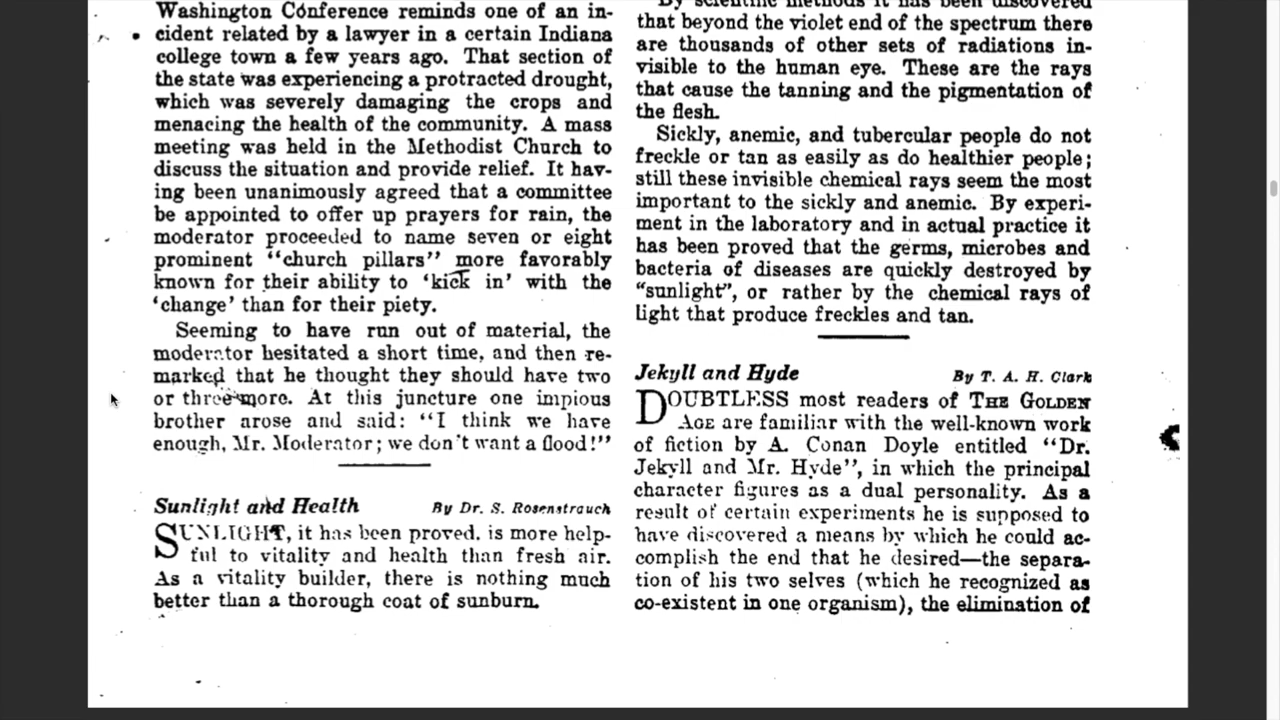 Washington Conference reminds one of an in-
cident related by a lawyer in a certain Indiana
college town a few years ago. That section of
the state was experiencing a protracted drought,
which was severely damaging the crops and
menacing the health of the community. A mass
meeting was held in the Methodist Church to
discuss the situation and provide relief. It hav-
ing been unanimously agreed that a committee
be appointed to offer up prayers for rain, the
moderator proceeded to name seven or eight
prominent "church pillars" more favorably
known for their ability to 'kick in' with the
'change' than for their piety.
Seeming to have run out of material, the
moderator hesitated a short time, and then re-
marked that he thought they should have two
or three more. At this juncture one impious
brother arose and said: "I think we have
enough, Mr. Moderator; we don't want a flood!"
Sunlight and Health By Dr. S. Rosenstrauch
SUNLIGHT, it has been proved, is more help-
ful to vitality and health than fresh air.
As a vitality builder, there is nothing much
better than a thorough coat of sunburn.
By scientific methods it has been discovered
that beyond the violet end of the spectrum there
are thousands of other sets of radiations in-
visible to the human eye. These are the rays
that cause the tanning and the pigmentation of
the flesh.
Sickly, anemic, and tubercular people do not
freckle or tan as easily as do healthier people;
still these invisible chemical rays seem the most
important to the sickly and anemic. By experi-
ment in the laboratory and in actual practice it
has been proved that the germs, microbes and
bacteria of diseases are quickly destroyed by
"sunlight", or rather by the chemical rays of
light that produce freckles and tan.
Jekyll and Hyde By T. A. H. Clark
DOUBTLESS most readers of THE GOLDEN
AGE are familiar with the well-known work
of fiction by A. Conan Doyle entitled "Dr.
Jekyll and Mr. Hyde", in which the principal
character figures as a dual personality. As a
result of certain experiments he is supposed to
have discovered a means by which he could ac-
complish the end that he desired—the separa-
tion of his two selves (which he recognized as
co-existent in one organism), the elimination of